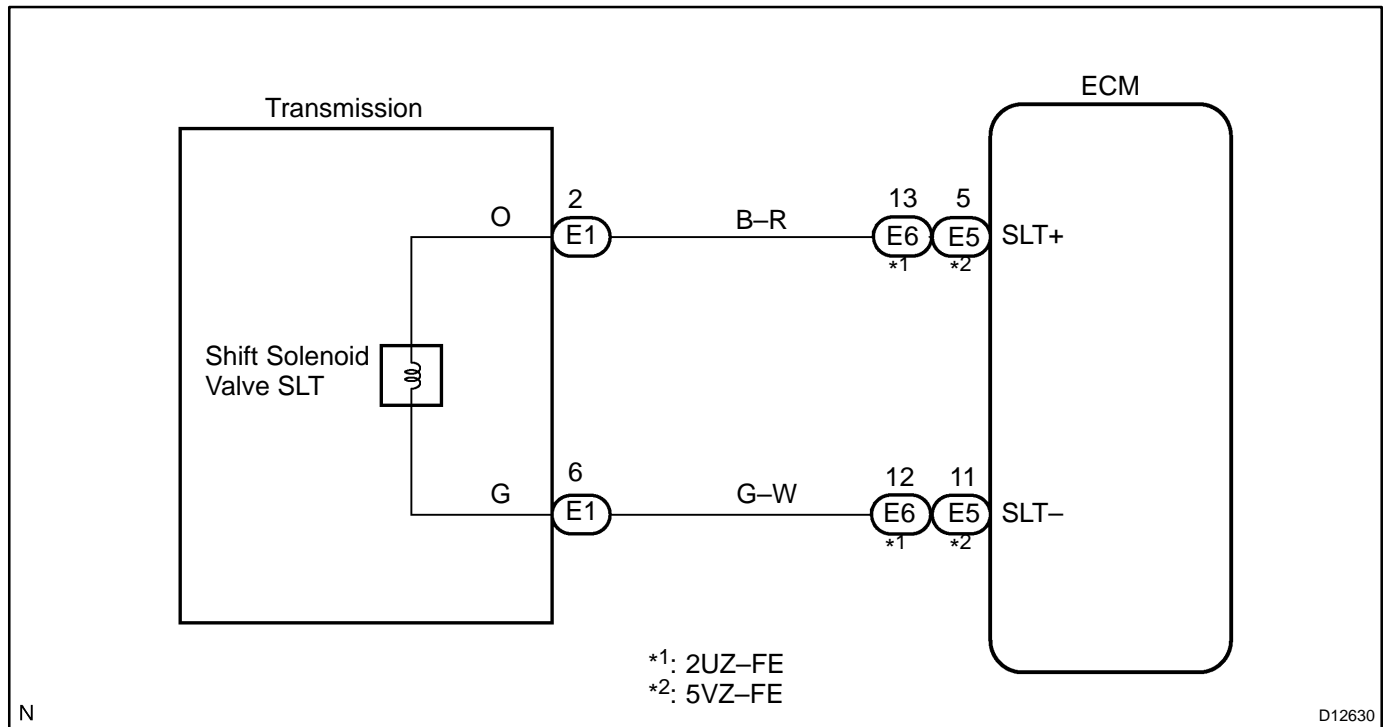 ECM
Transmission
2
13
5
O
E1
B–R
E6
E5
SLT+
*1
*2
Shift Solenoid
Valve SLT
6
12
11
G
E1
G–W
E6
E5
SLT–
*1
*2
*1: 2UZ–FE
*2: 5VZ–FE
N
D12630